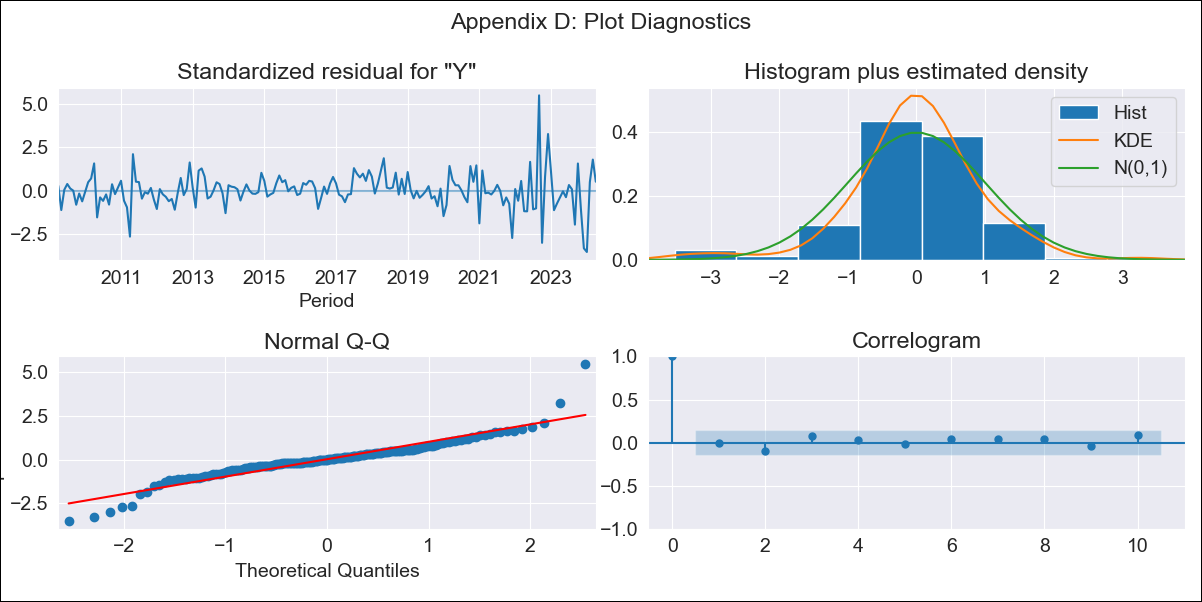 Appendix D: Plot Diagnostics
Standardized residual for "Y"
5.0
2.5
0.0
−2.5
2011 2013 2015 2017 2019 2021 2023
Period
Histogram plus estimated density
Hist
KDE
N(0,1)
0.4
0.2
0.0
−3 −2 −1 0 1 2 3
Normal Q-Q
5.0
2.5
0.0
−2.5
−2 −1 0 1 2
Theoretical Quantiles
Correlogram
1.0
0.5
0.0
−0.5
−1.0
0 2 4 6 8 10